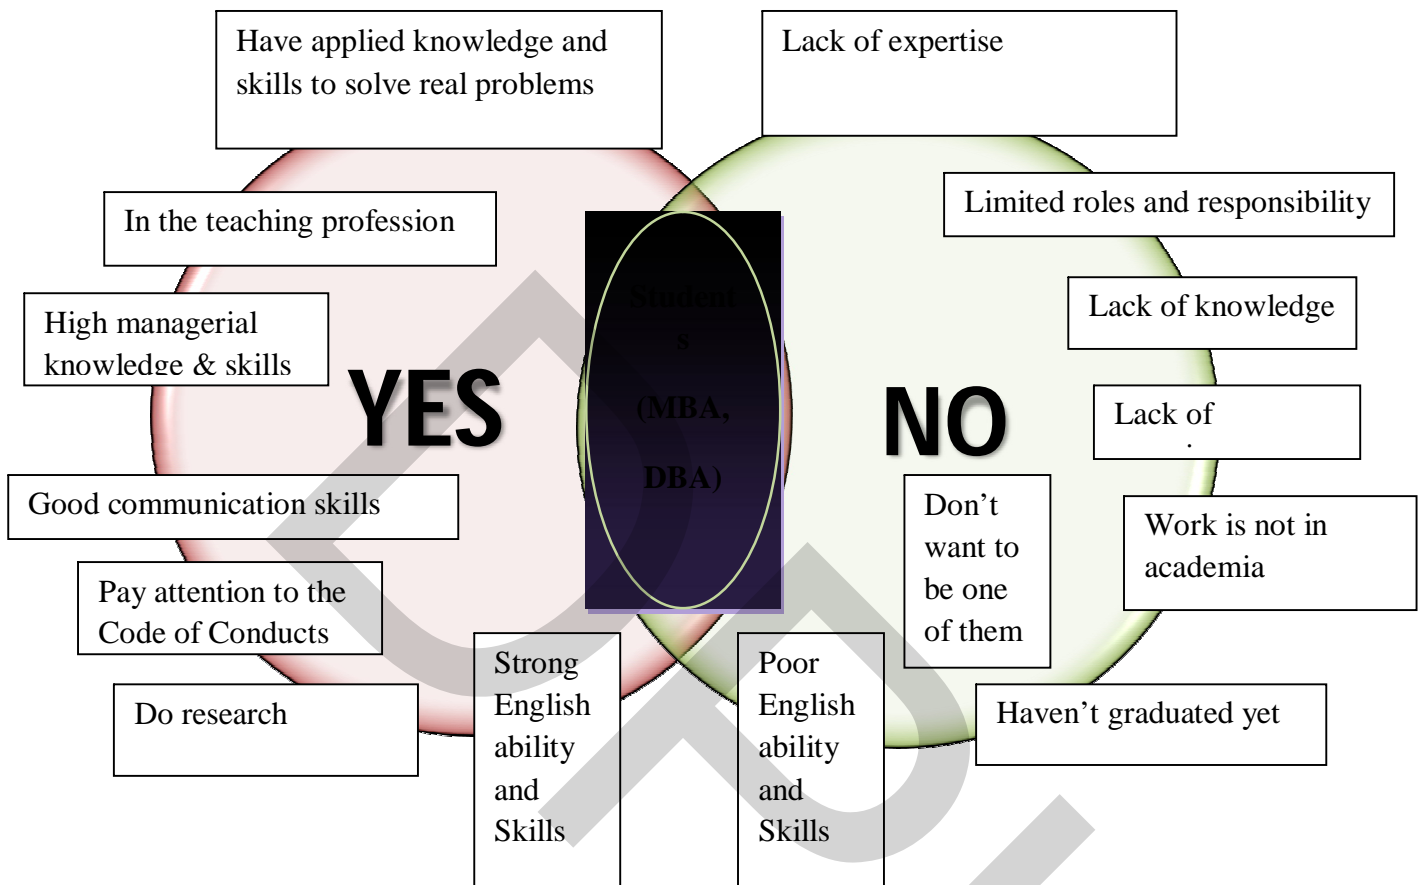 Have applied knowledge and
skills to solve real problems
Lack of expertise
In the teaching profession
Limited roles and responsibility
High managerial
knowledge & skills
Lack of knowledge
Student
s
(MBA,
DBA)
YES
NO
Lack of
Good communication skills
Don't
want to
be one
of them
Work is not in
academia
Pay attention to the
Code of Conducts
Strong
English
ability
and
Skills
Poor
English
ability
and
Skills
Do research
Haven't graduated yet